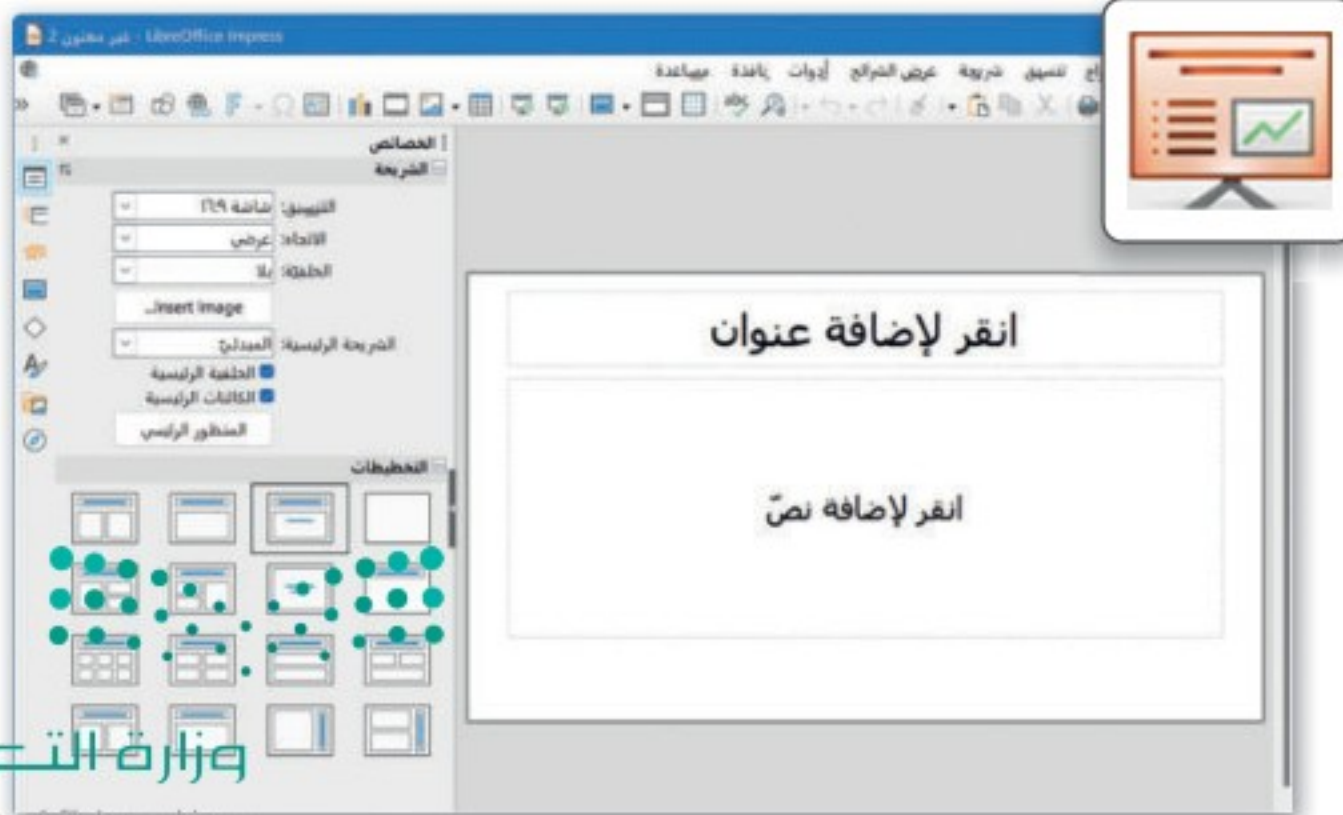 غير معنون 2 - LibreOffice Impress
تنسيق شريحة عرض الشرائح أدوات نافذة مساعدة
الخصائص
الشريحة
التنسيق: شاشة ١٦:٩
الاتجاه: عرضي
الخلفية: بلا
Insert Image...
الشريحة الرئيسية: المبدئيّ
الخلفية الرئيسية
الكائنات الرئيسية
المنظور الرئيسي
التخطيطات
انقر لإضافة عنوان
انقر لإضافة نصّ
وزارة